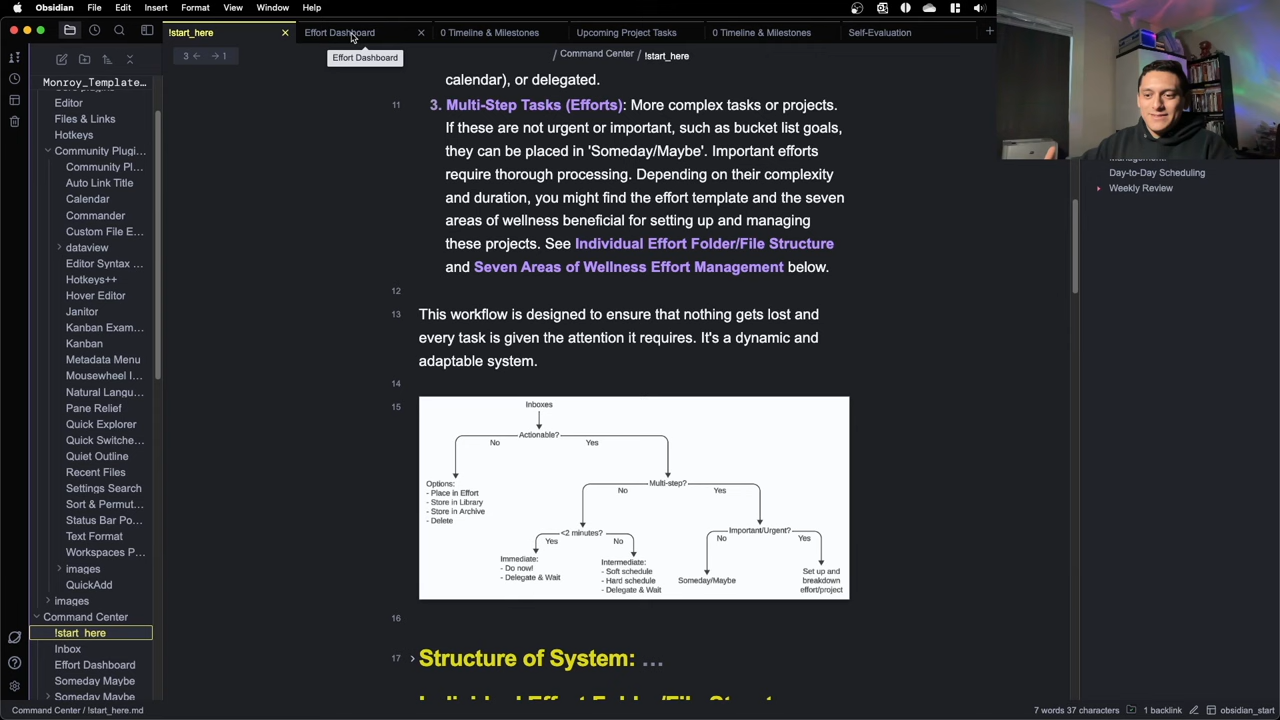 Obsidian File Edit Insert Format View Window Help
!start_here
Effort Dashboard
0 Timeline & Milestones
Upcoming Project Tasks
0 Timeline & Milestones
Self-Evaluation
Effort Dashboard
3 ← → 1
/ Command Center / !start_here
Monroy_Template...
Editor
Files & Links
Hotkeys
Community Plugi...
Community Pl...
Auto Link Title
Calendar
Commander
Custom File E...
dataview
Editor Syntax ...
Hotkeys++
Hover Editor
Janitor
Kanban Exam...
Kanban
Metadata Menu
Mousewheel I...
Natural Langu...
Pane Relief
Quick Explorer
Quick Switche...
Quiet Outline
Recent Files
Settings Search
Sort & Permut...
Status Bar Po...
Text Format
Workspaces P...
images
QuickAdd
images
Command Center
!start_here
Inbox
Effort Dashboard
Someday Maybe
Someday Maybe
calendar), or delegated.
11
3. Multi-Step Tasks (Efforts): More complex tasks or projects.
If these are not urgent or important, such as bucket list goals,
they can be placed in 'Someday/Maybe'. Important efforts
require thorough processing. Depending on their complexity
and duration, you might find the effort template and the seven
areas of wellness beneficial for setting up and managing
these projects. See Individual Effort Folder/File Structure
and Seven Areas of Wellness Effort Management below.
12
13
This workflow is designed to ensure that nothing gets lost and
every task is given the attention it requires. It's a dynamic and
adaptable system.
14
15
Inboxes
Actionable?
No
Yes
Options:
- Place in Effort
- Store in Library
- Store in Archive
- Delete
Multi-step?
No
Yes
<2 minutes?
Yes
No
Immediate:
- Do now!
- Delegate & Wait
Intermediate:
- Soft schedule
- Hard schedule
- Delegate & Wait
Important/Urgent?
No
Yes
Someday/Maybe
Set up and
breakdown
effort/project
16
17
Structure of System: ...
Day-to-Day Scheduling
Weekly Review
Command Center / !start_here.md
7 words 37 characters
1 backlink
obsidian_start